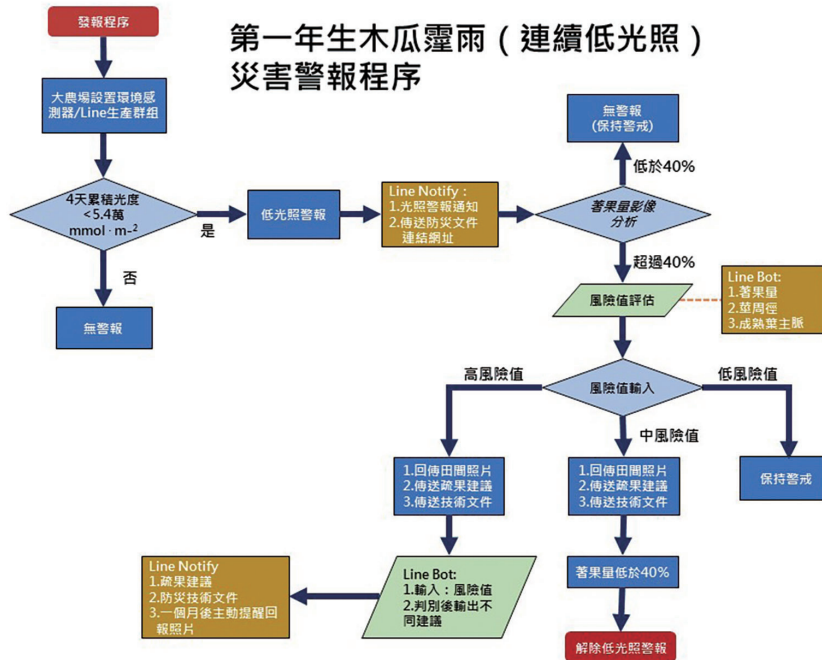 發報程序
第一年生木瓜霪雨（連續低光照）
災害警報程序
大農場設置環境感
測器/Line生產群組
4天累積光度
<5.4萬
mmol · m-²
是
否
無警報
低光照警報
Line Notify：
1.光照警報通知
2.傳送防災文件
連結網址
無警報
(保持警戒)
低於40%
著果量影像
分析
超過40%
風險值評估
Line Bot:
1.著果量
2.莖周徑
3.成熟葉主脈
風險值輸入
高風險值
中風險值
低風險值
1.回傳田間照片
2.傳送疏果建議
3.傳送技術文件
1.回傳田間照片
2.傳送疏果建議
3.傳送技術文件
保持警戒
Line Notify
1.疏果建議
2.防災技術文件
3.一個月後主動提醒回
報照片
Line Bot:
1.輸入：風險值
2.判別後輸出不
同建議
著果量低於40%
解除低光照警報